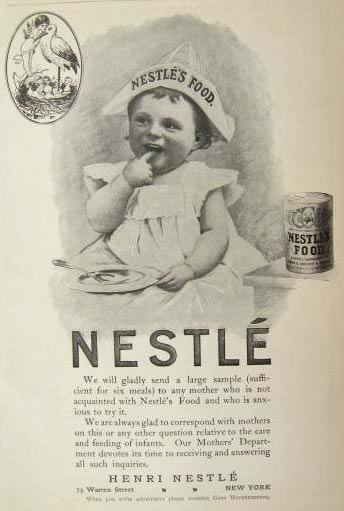 NESTLÉ'S FOOD.
NESTLÉ'S
FOOD
NESTLÉ
We will gladly send a large sample (suffi-
cient for six meals) to any mother who is not
acquainted with Nestlé's Food and who is anx-
ious to try it.
We are always glad to correspond with mothers
on this or any other question relative to the care
and feeding of infants. Our Mothers' Depart-
ment devotes its time to receiving and answering
all such inquiries.
HENRI NESTLÉ
73 Warren Street NEW YORK
When you write advertisers please mention GOOD HOUSEKEEPING.